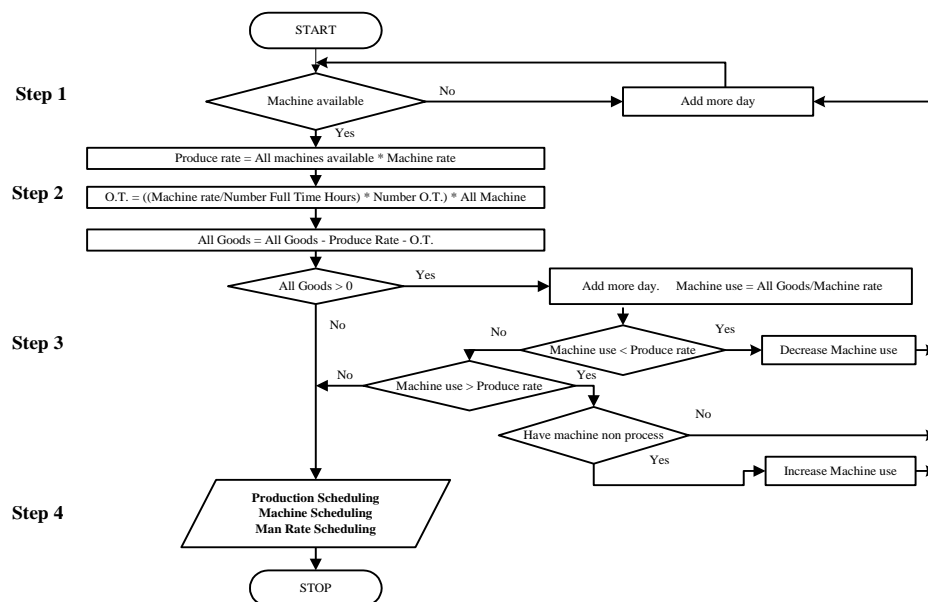 START
Step 1
Machine available
No
Add more day
Yes
Produce rate = All machines available * Machine rate
Step 2
O.T. = ((Machine rate/Number Full Time Hours) * Number O.T.) * All Machine
All Goods = All Goods - Produce Rate - O.T.
All Goods > 0
Yes
Add more day.    Machine use = All Goods/Machine rate
No
Step 3
No
Machine use < Produce rate
Yes
Decrease Machine use
No
Machine use > Produce rate
Yes
Have machine non process
No
Yes
Increase Machine use
Step 4
Production Scheduling
Machine Scheduling
Man Rate Scheduling
STOP